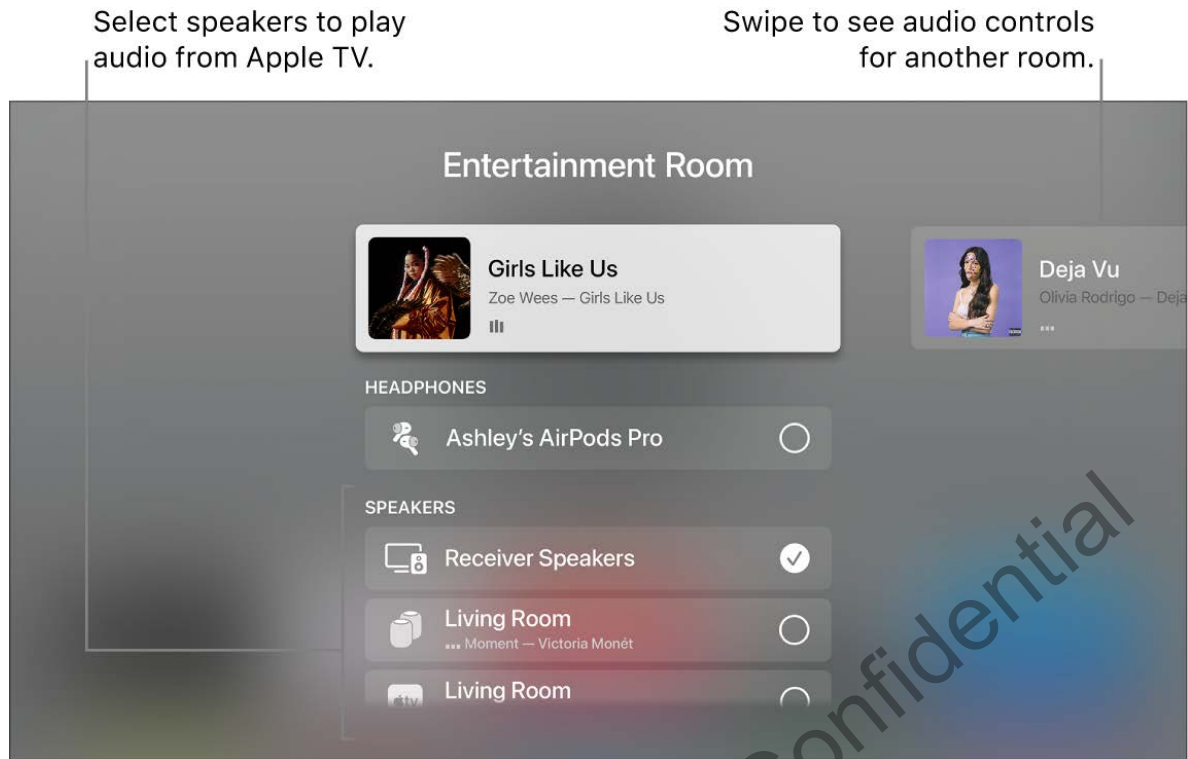 Select speakers to play
audio from Apple TV.
Swipe to see audio controls
for another room.
Entertainment Room
Girls Like Us
Zoe Wees — Girls Like Us
Deja Vu
Olivia Rodrigo — Deja
HEADPHONES
Ashley's AirPods Pro
SPEAKERS
Receiver Speakers
Living Room
Moment — Victoria Monét
Living Room
tv
Confidential